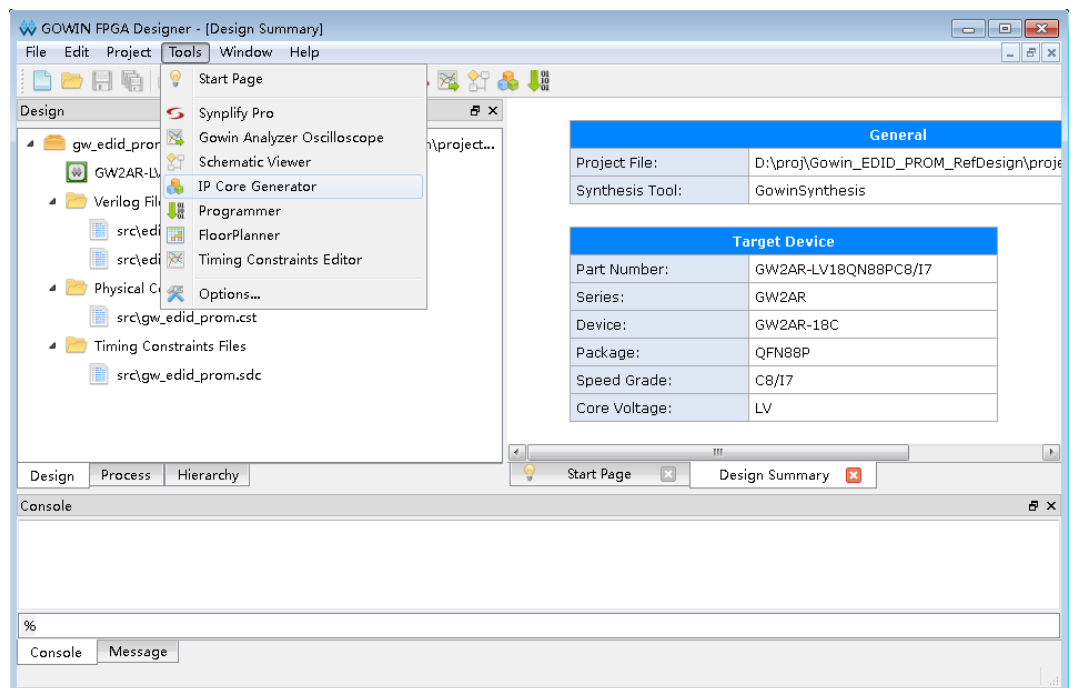 GOWIN FPGA Designer - [Design Summary]
File Edit Project Tools Window Help
Start Page
Synplify Pro
Gowin Analyzer Oscilloscope
Schematic Viewer
IP Core Generator
Programmer
FloorPlanner
Timing Constraints Editor
Options...
Design
\project...
GW2AR-LV
Verilog
src\edi
src\edi
Physical
src\gw_edid_prom.cst
Timing Constraints Files
src\gw_edid_prom.sdc
Design Process Hierarchy
General
Project File: D:\proj\Gowin_EDID_PROM_RefDesign\proje
Synthesis Tool: GowinSynthesis
Target Device
Part Number: GW2AR-LV18QN88PC8/I7
Series: GW2AR
Device: GW2AR-18C
Package: QFN88P
Speed Grade: C8/I7
Core Voltage: LV
Start Page Design Summary
Console
%
Console Message